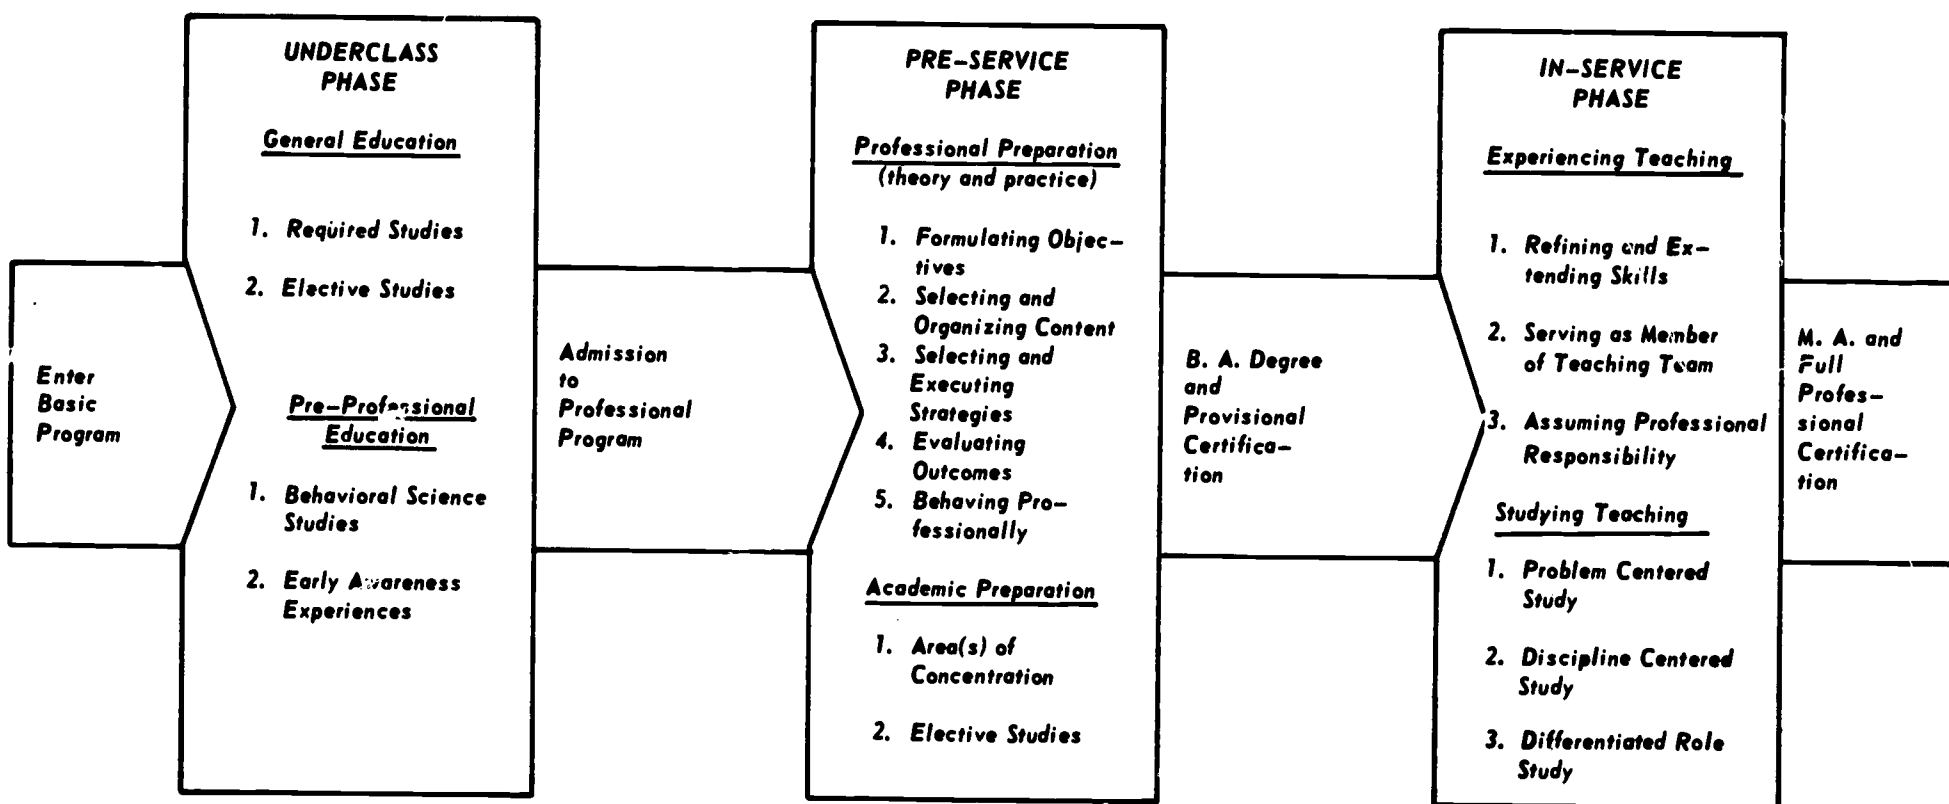 Enter
Basic
Program
UNDERCLASS
PHASE
General Education
1. Required Studies
2. Elective Studies
Pre-Professional
Education
1. Behavioral Science
Studies
2. Early Awareness
Experiences
Admission
to
Professional
Program
PRE-SERVICE
PHASE
Professional Preparation
(theory and practice)
1. Formulating Objec-
tives
2. Selecting and
Organizing Content
3. Selecting and
Executing
Strategies
4. Evaluating
Outcomes
5. Behaving Pro-
fessionally
Academic Preparation
1. Area(s) of
Concentration
2. Elective Studies
B. A. Degree
and
Provisional
Certifica-
tion
IN-SERVICE
PHASE
Experiencing Teaching
1. Refining and Ex-
tending Skills
2. Serving as Member
of Teaching Team
3. Assuming Professional
Responsibility
Studying Teaching
1. Problem Centered
Study
2. Discipline Centered
Study
3. Differentiated Role
Study
M. A. and
Full
Profes-
sional
Certifica-
tion